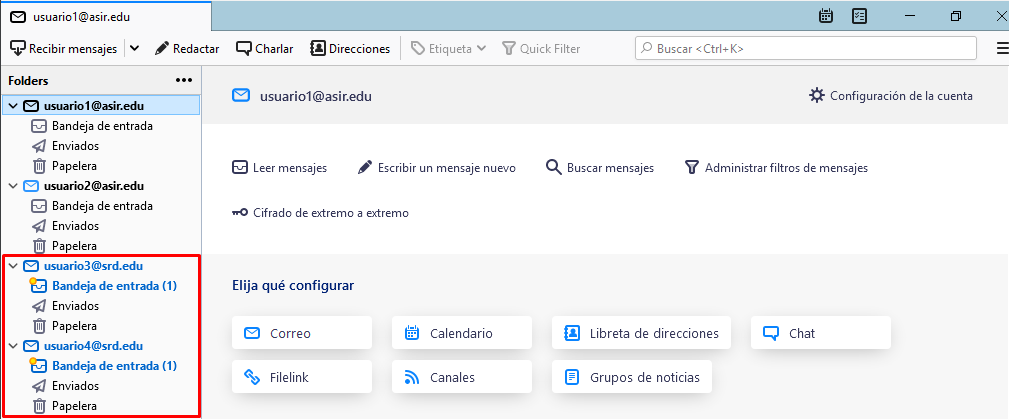 usuario1@asir.edu
Recibir mensajes Redactar Charlar Direcciones Etiqueta Quick Filter Buscar <Ctrl+K>
Folders
usuario1@asir.edu
Bandeja de entrada
Enviados
Papelera
usuario2@asir.edu
Bandeja de entrada
Enviados
Papelera
usuario3@srd.edu
Bandeja de entrada (1)
Enviados
Papelera
usuario4@srd.edu
Bandeja de entrada (1)
Enviados
Papelera
usuario1@asir.edu Configuración de la cuenta
Leer mensajes Escribir un mensaje nuevo Buscar mensajes Administrar filtros de mensajes
Cifrado de extremo a extremo
Elija qué configurar
Correo Calendario Libreta de direcciones Chat
Filelink Canales Grupos de noticias